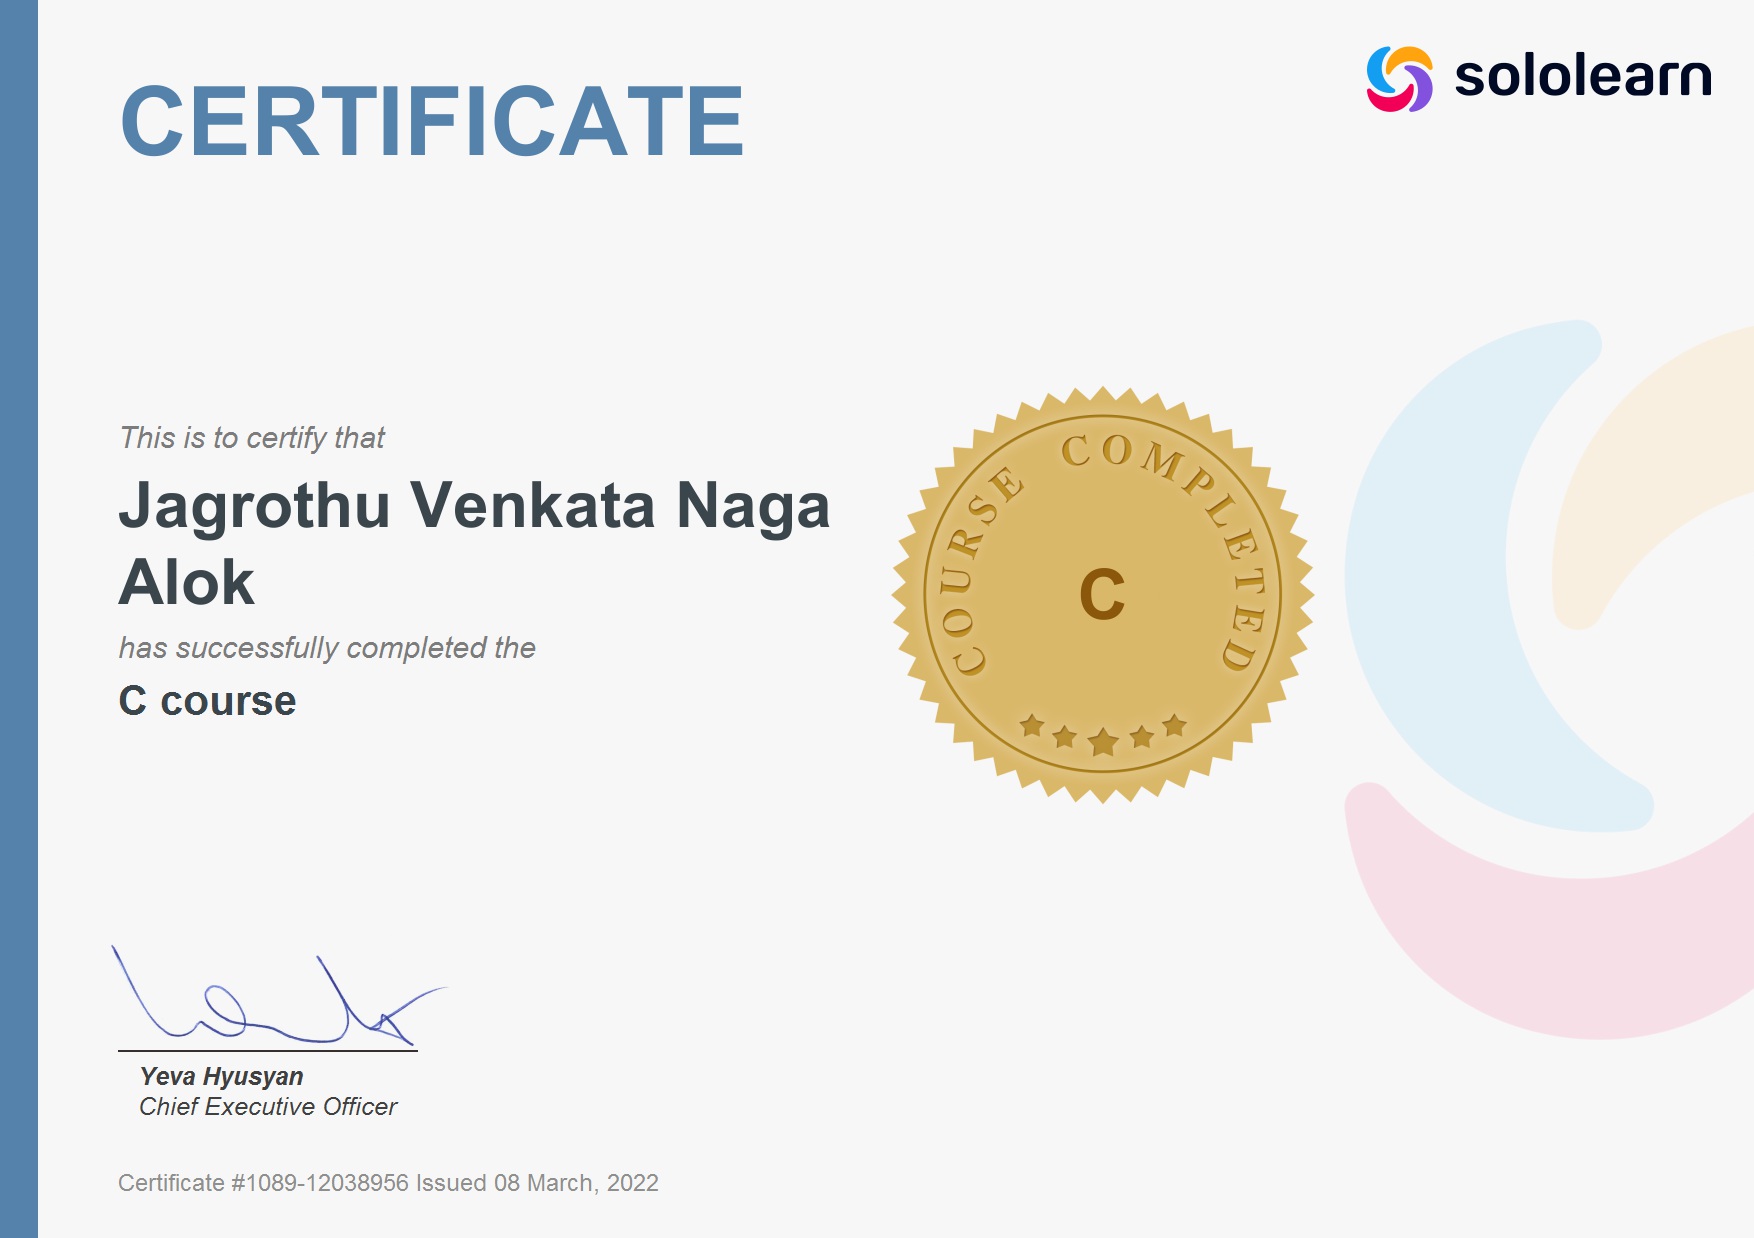 sololearn
CERTIFICATE
This is to certify that
Jagrothu Venkata Naga
Alok
has successfully completed the
C course
COURSE COMPLETED
C
Yeva Hyusyan
Chief Executive Officer
Certificate #1089-12038956 Issued 08 March, 2022